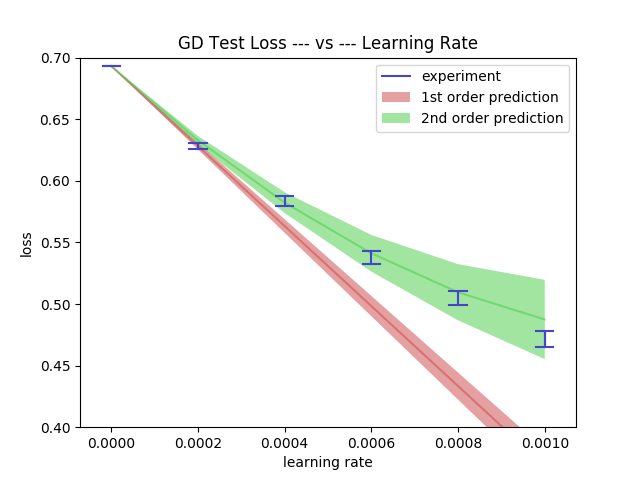 GD Test Loss --- vs --- Learning Rate
experiment
1st order prediction
2nd order prediction
loss
0.70
0.65
0.60
0.55
0.50
0.45
0.40
0.0000 0.0002 0.0004 0.0006 0.0008 0.0010
learning rate